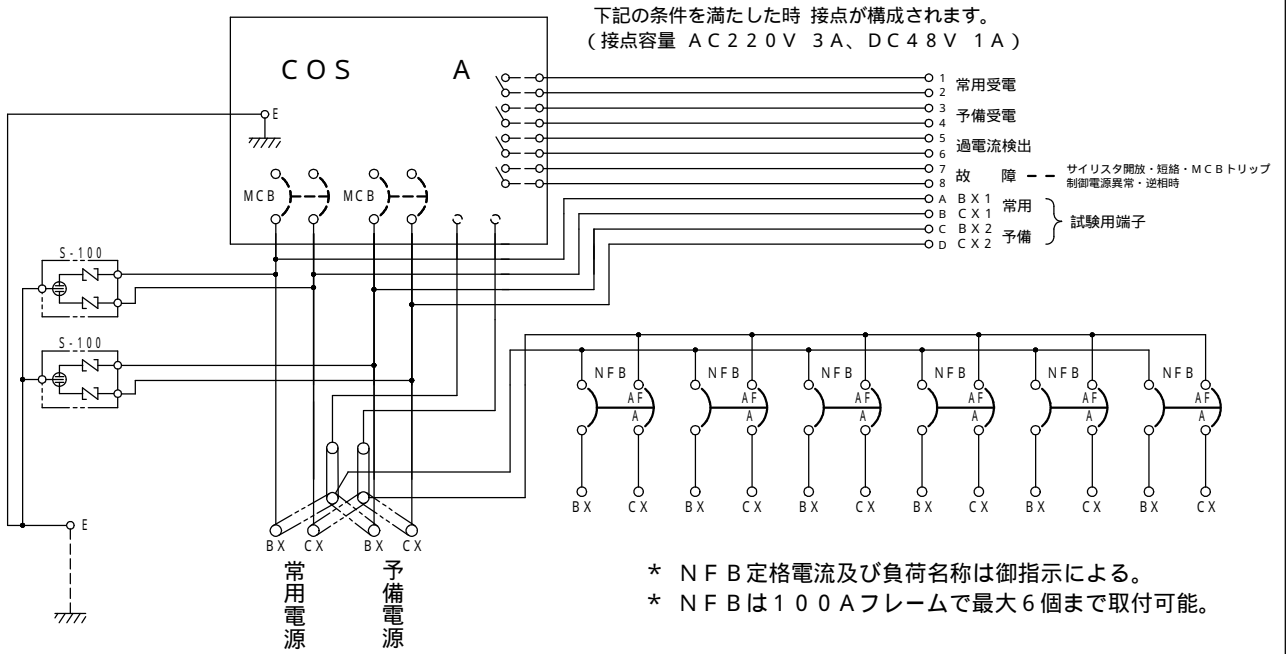 下記の条件を満たした時 接点が構成されます。
(接点容量 AC220V 3A、DC48V 1A)
COS A
E
MCB MCB
1 常用受電
2
3 予備受電
4
5 過電流検出
6
7 故 障
8
サイリスタ開放・短絡・MCBトリップ
制御電源異常・逆相時
A BX1 常用
B CX1
C BX2 予備
D CX2
試験用端子
S-100
S-100
NFB AF A
NFB AF A
NFB AF A
NFB AF A
NFB AF A
NFB AF A
BX CX BX CX BX CX BX CX BX CX BX CX
E
BX CX BX CX
常用電源
予備電源
* NFB定格電流及び負荷名称は御指示による。
* NFBは100Aフレームで最大6個まで取付可能。